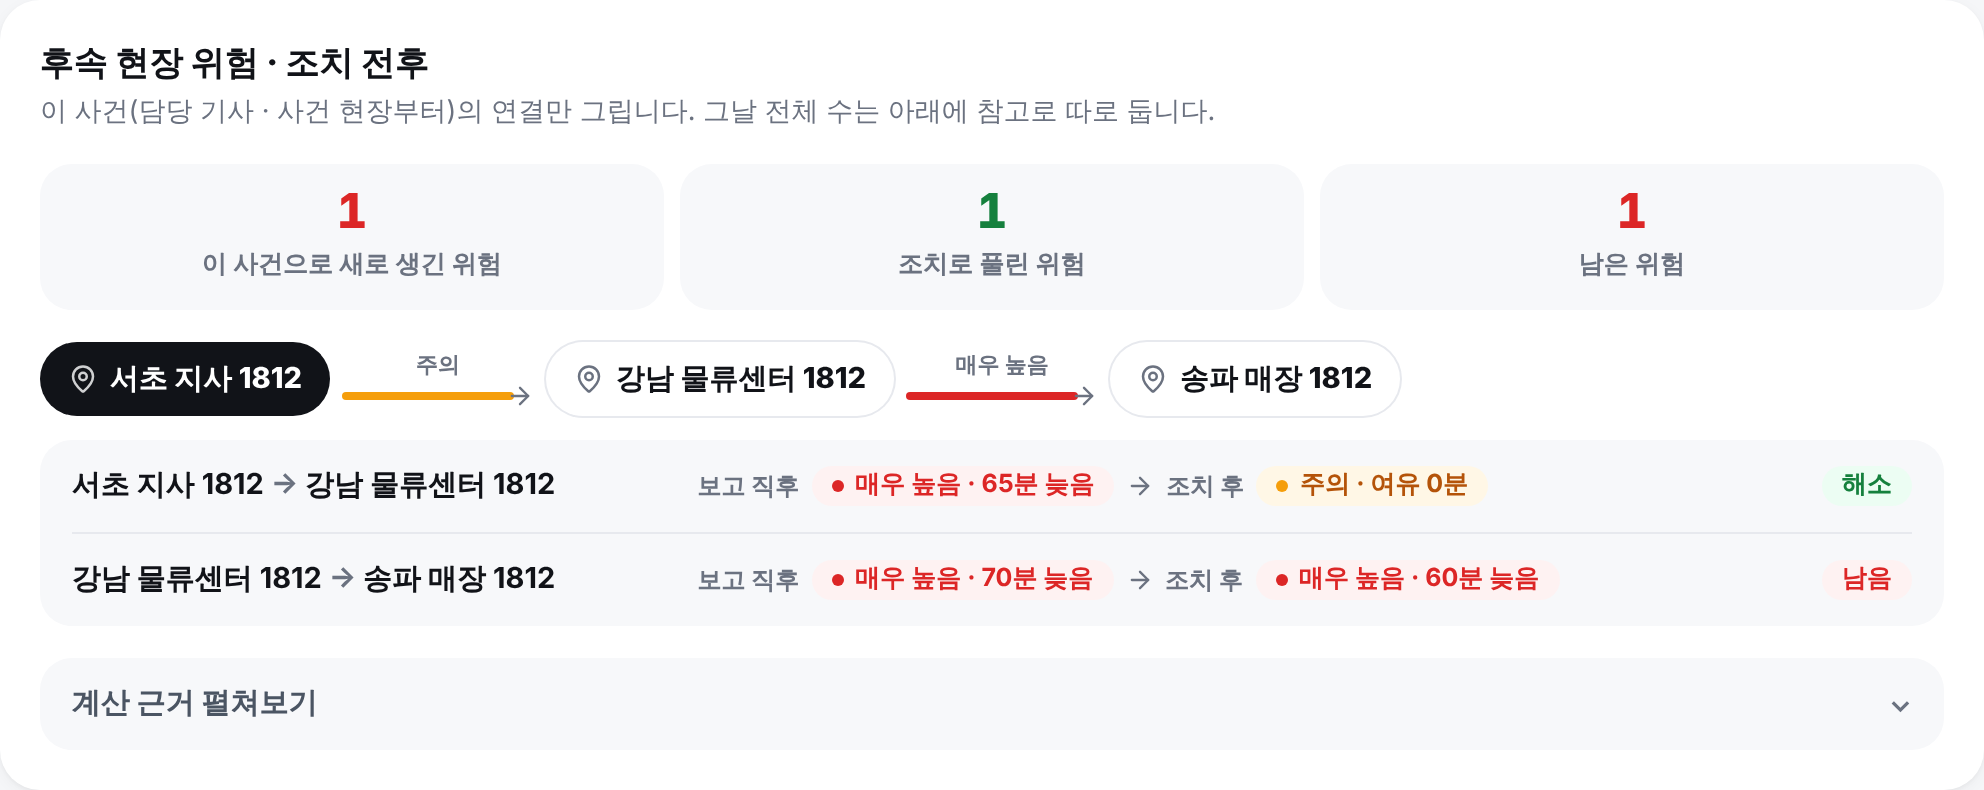 후속 현장 위험 · 조치 전후
이 사건(담당 기사 · 사건 현장부터)의 연결만 그립니다. 그날 전체 수는 아래에 참고로 따로 둡니다.
1
이 사건으로 새로 생긴 위험
1
조치로 풀린 위험
1
남은 위험
서초 지사 1812
주의
강남 물류센터 1812
매우 높음
송파 매장 1812
서초 지사 1812 → 강남 물류센터 1812 보고 직후 매우 높음 · 65분 늦음 → 조치 후 주의 · 여유 0분 해소
강남 물류센터 1812 → 송파 매장 1812 보고 직후 매우 높음 · 70분 늦음 → 조치 후 매우 높음 · 60분 늦음 남음
계산 근거 펼쳐보기